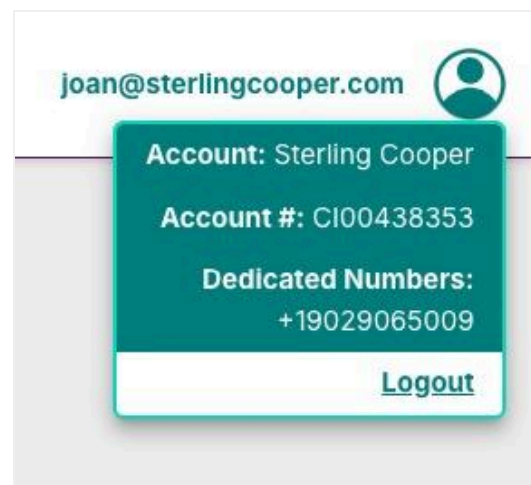 joan@sterlingcooper.com
Account: Sterling Cooper
Account #: CI00438353
Dedicated Numbers:
+19029065009
Logout